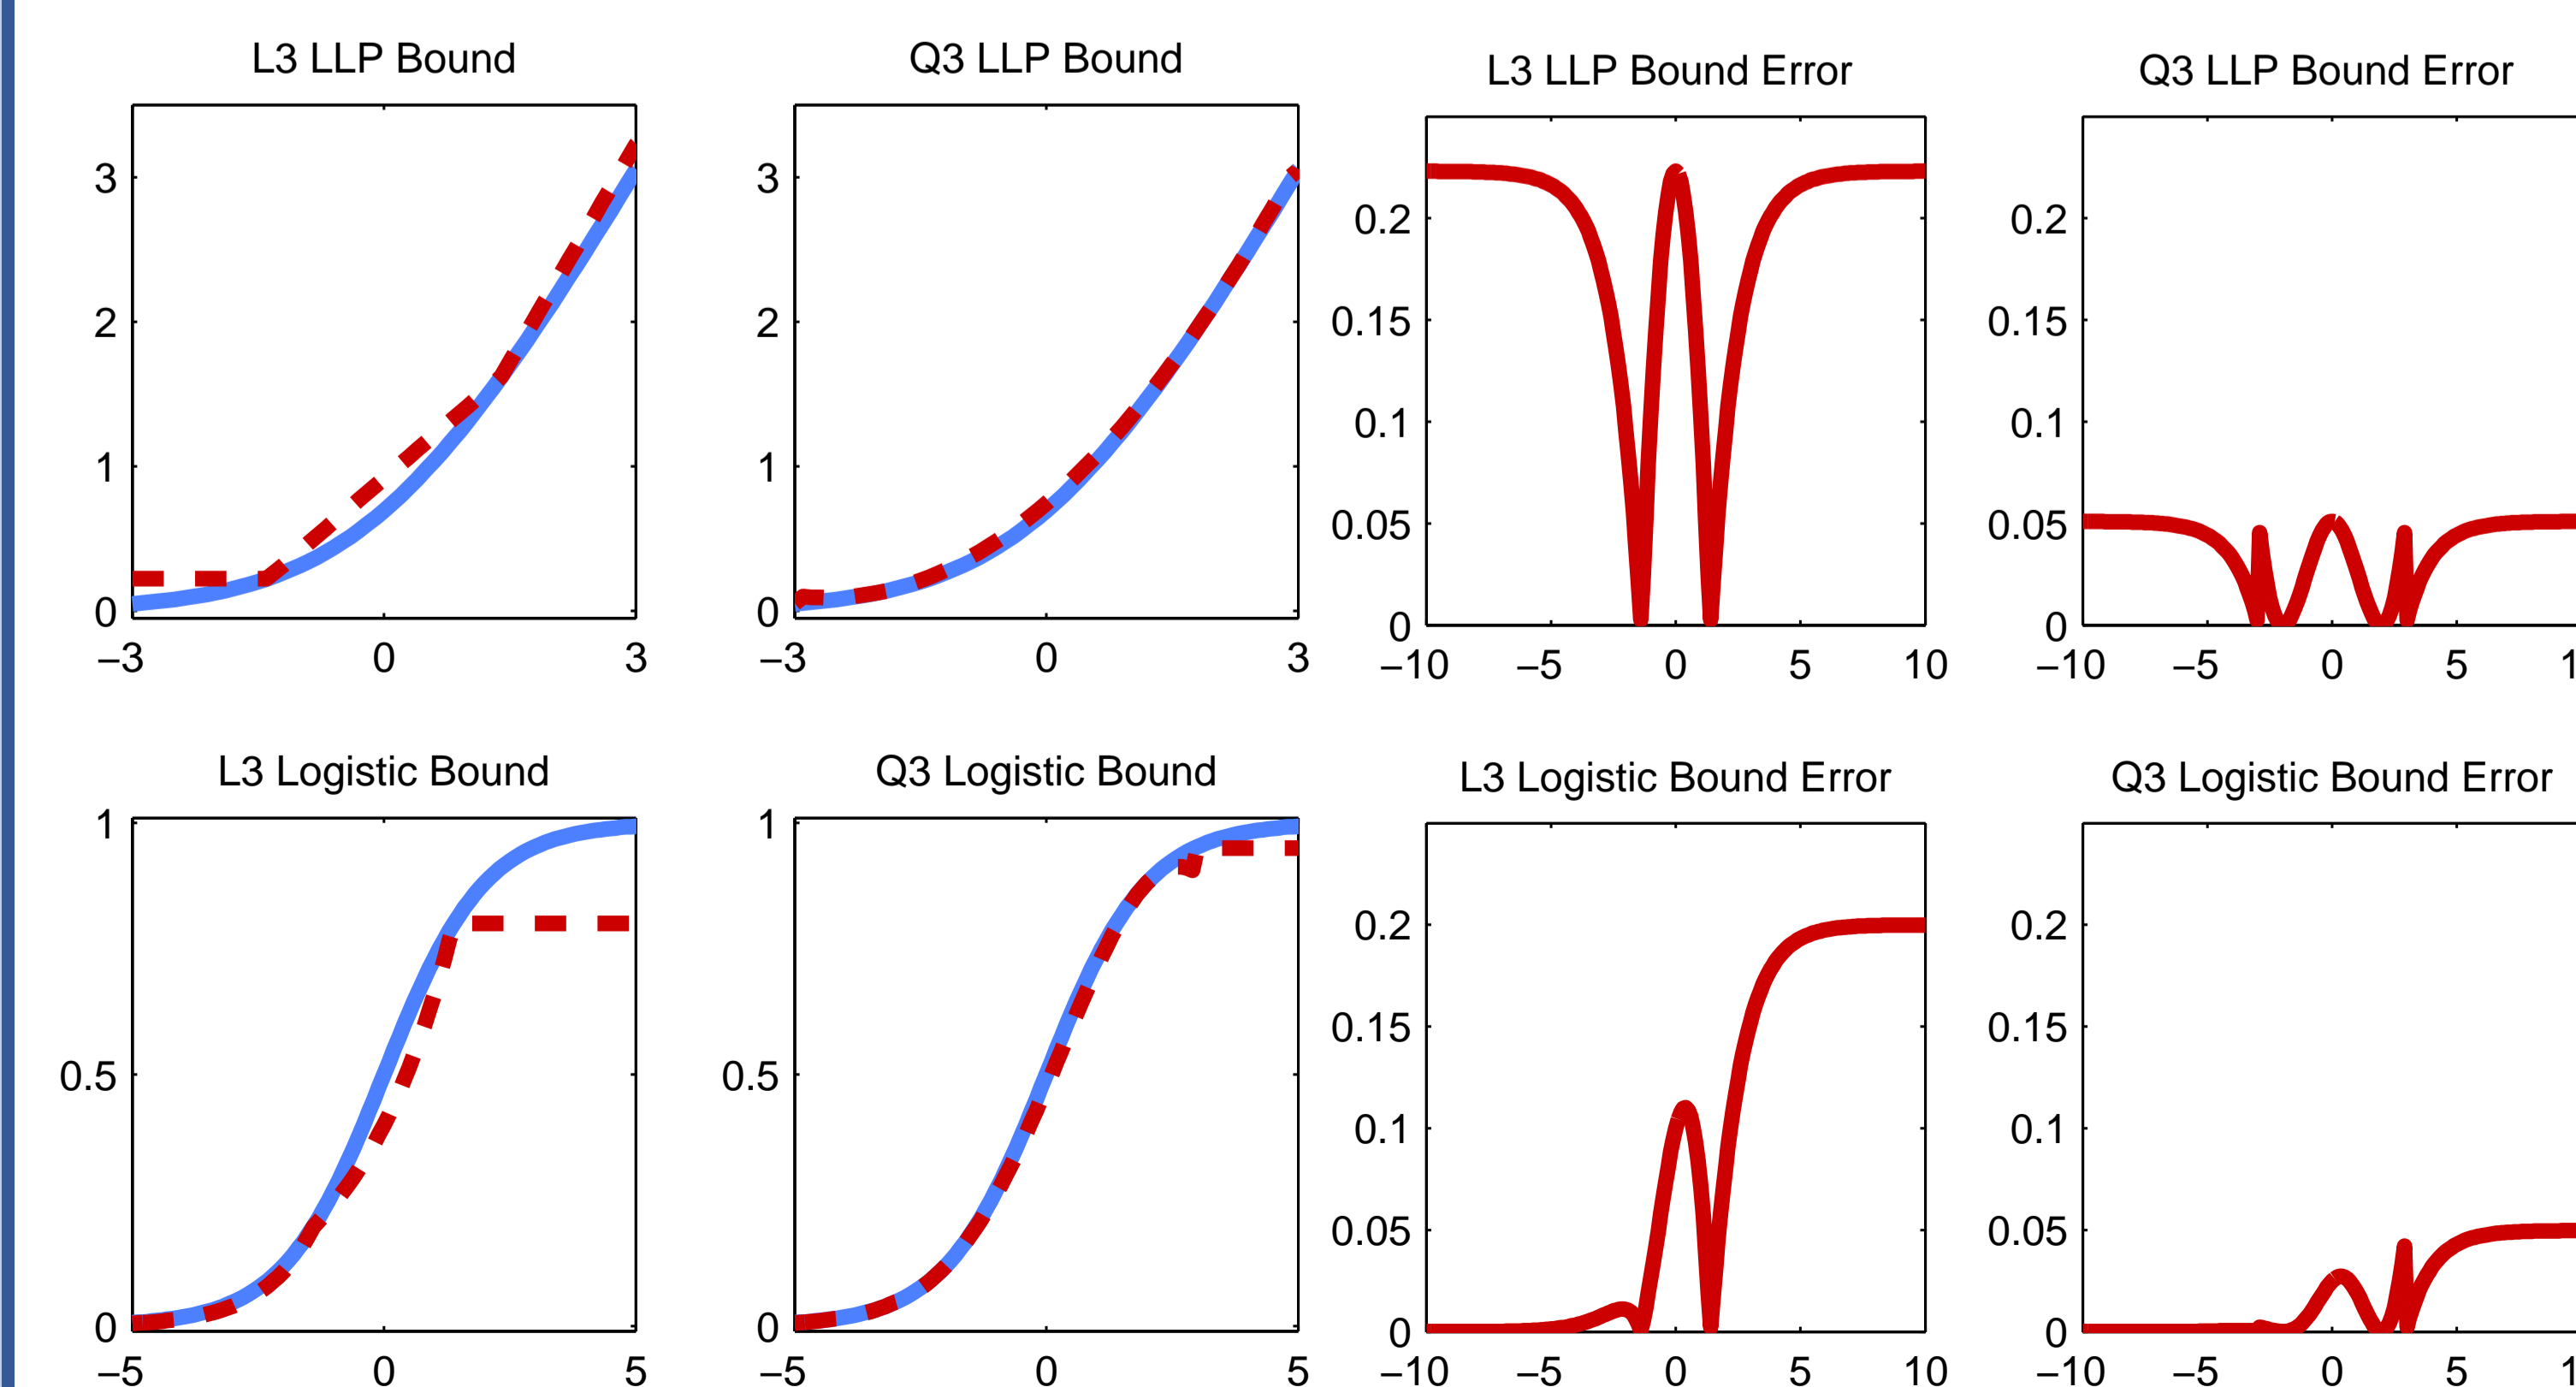 L3 LLP Bound
3
2
1
0
–3 0 3
Q3 LLP Bound
3
2
1
0
–3 0 3
L3 LLP Bound Error
0.2
0.15
0.1
0.05
0
–10 –5 0 5 10
Q3 LLP Bound Error
0.2
0.15
0.1
0.05
0
–10 –5 0 5 1
L3 Logistic Bound
1
0.5
0
–5 0 5
Q3 Logistic Bound
1
0.5
0
–5 0 5
L3 Logistic Bound Error
0.2
0.15
0.1
0.05
0
–10 –5 0 5 10
Q3 Logistic Bound Error
0.2
0.15
0.1
0.05
0
–10 –5 0 5 1